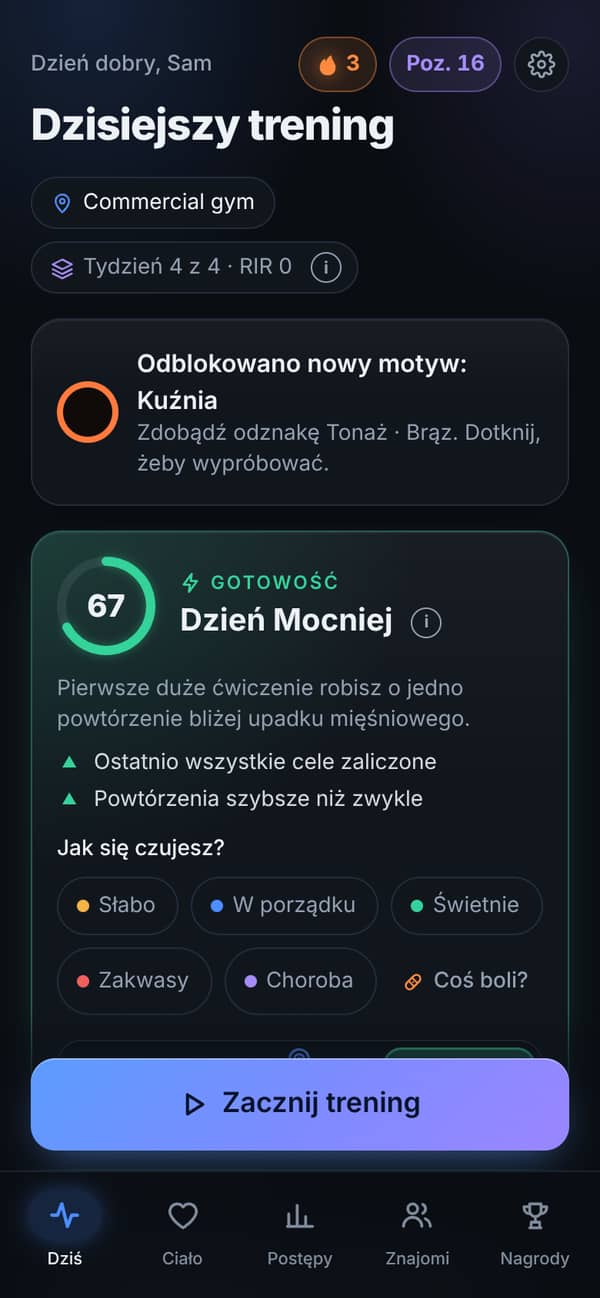 Dzień dobry, Sam
3
Poz. 16
Dzisiejszy trening
Commercial gym
Tydzień 4 z 4 · RIR 0
i
Odblokowano nowy motyw:
Kuźnia
Zdobądź odznakę Tonaż · Brąz. Dotknij,
żeby wypróbować.
67
GOTOWOŚĆ
Dzień Mocniej
i
Pierwsze duże ćwiczenie robisz o jedno
powtórzenie bliżej upadku mięśniowego.
Ostatnio wszystkie cele zaliczone
Powtórzenia szybsze niż zwykle
Jak się czujesz?
Słabo
W porządku
Świetnie
Zakwasy
Choroba
Coś boli?
Zacznij trening
Dziś
Ciało
Postępy
Znajomi
Nagrody